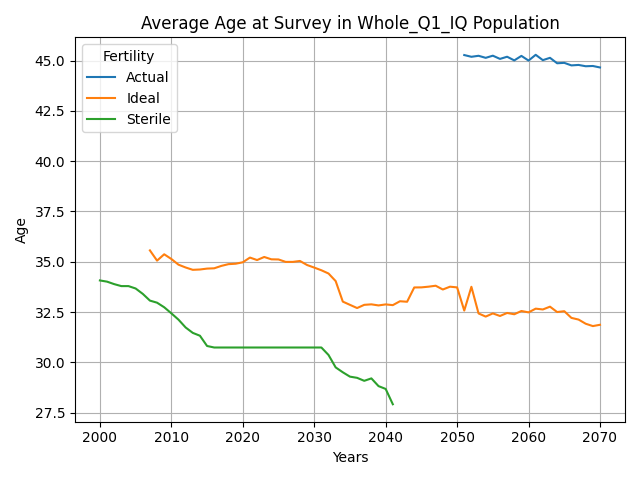 Average Age at Survey in Whole_Q1_IQ Population
Fertility
Actual
Ideal
Sterile
45.0
42.5
40.0
37.5
35.0
32.5
30.0
27.5
Age
2000 2010 2020 2030 2040 2050 2060 2070
Years